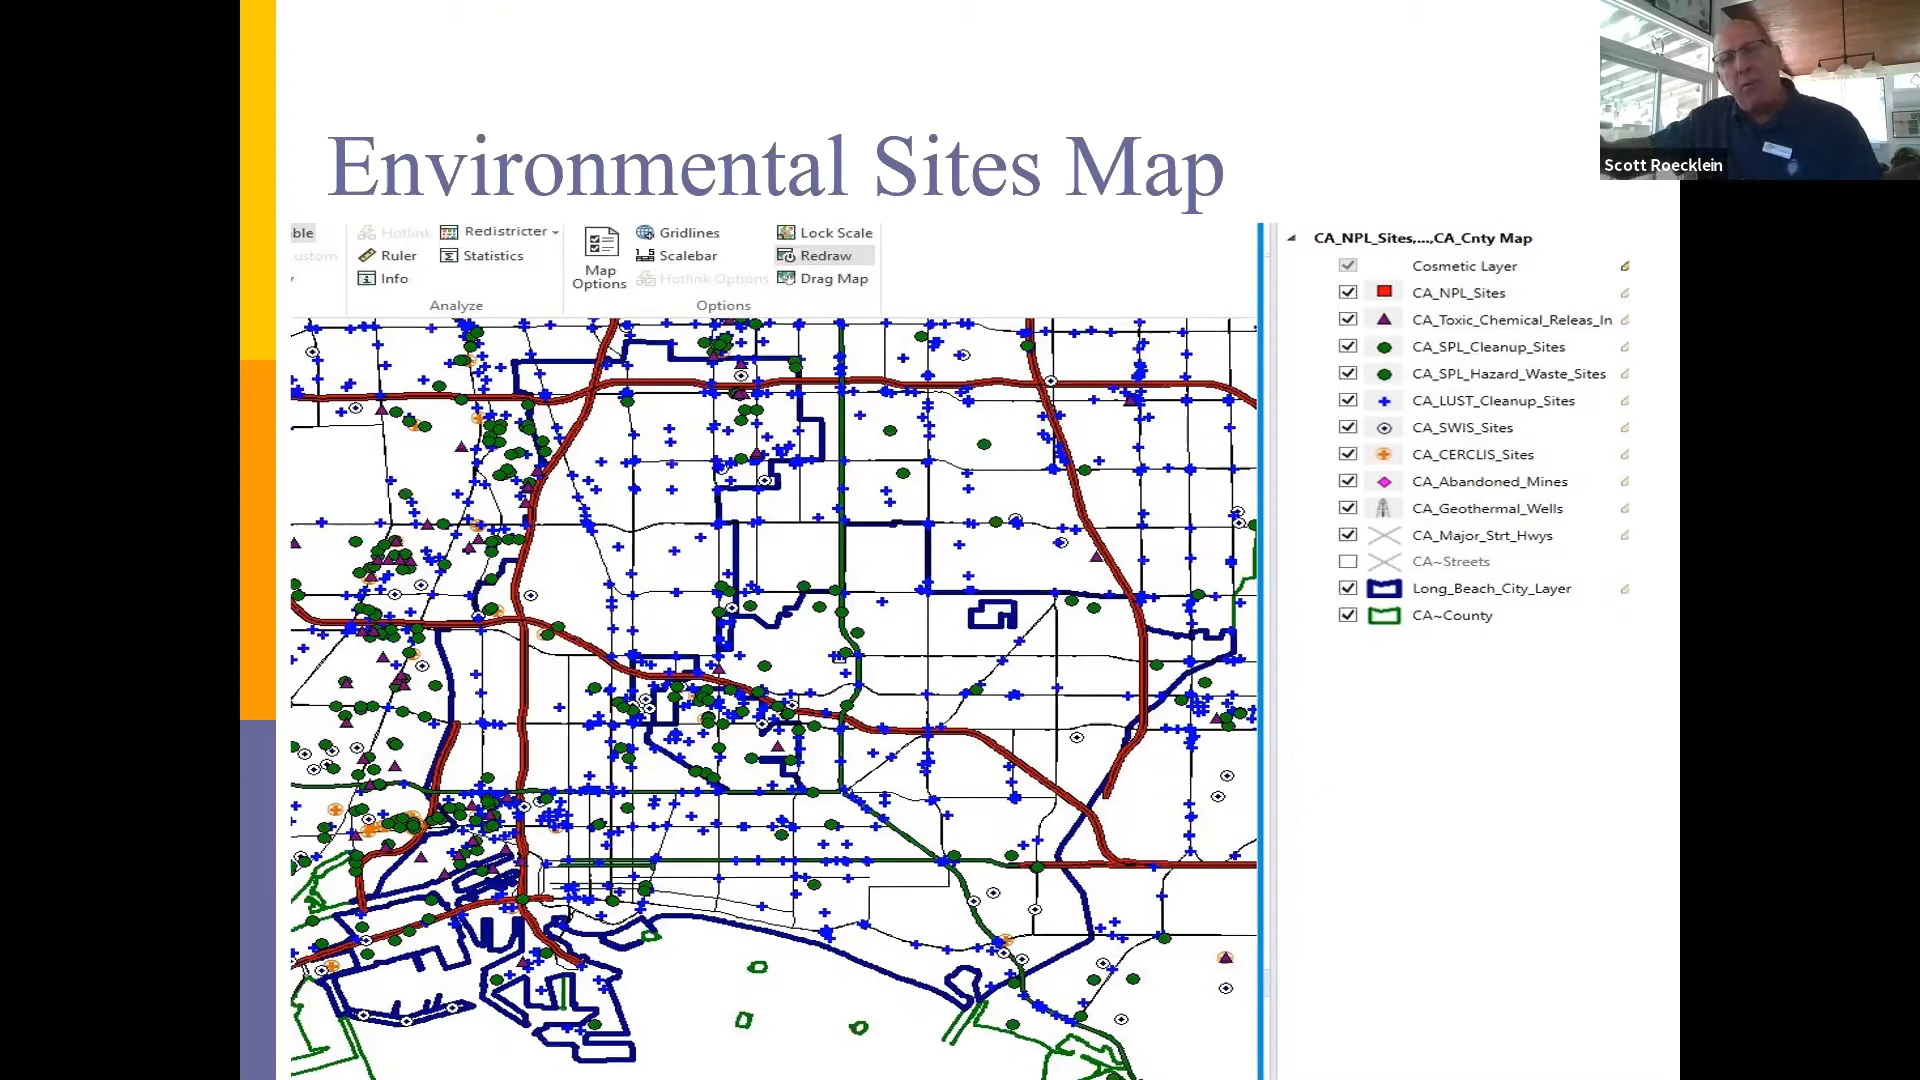 Environmental Sites Map
Scott Roecklein
ble
Hotlink
Redistricter
ustom
Ruler
Statistics
Info
Analyze
Map
Options
Gridlines
Scalebar
Hotlink Options
Lock Scale
Redraw
Drag Map
Options
CA_NPL_Sites,...,CA_Cnty Map
Cosmetic Layer
CA_NPL_Sites
CA_Toxic_Chemical_Releas_In
CA_SPL_Cleanup_Sites
CA_SPL_Hazard_Waste_Sites
CA_LUST_Cleanup_Sites
CA_SWIS_Sites
CA_CERCLIS_Sites
CA_Abandoned_Mines
CA_Geothermal_Wells
CA_Major_Strt_Hwys
CA~Streets
Long_Beach_City_Layer
CA~County